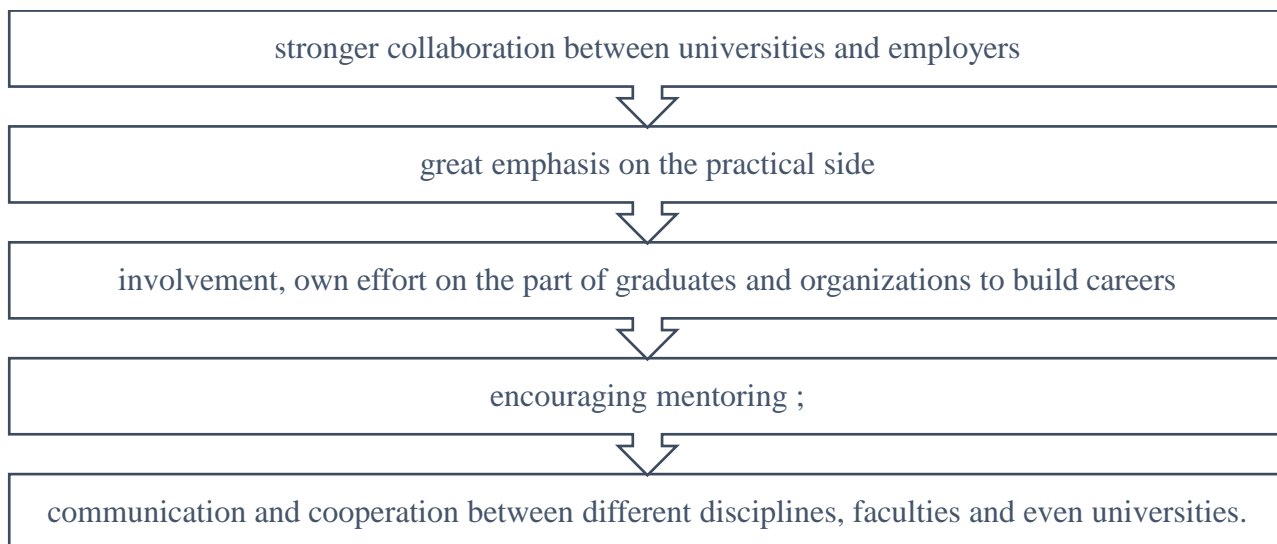 stronger collaboration between universities and employers
great emphasis on the practical side
involvement, own effort on the part of graduates and organizations to build careers
encouraging mentoring ;
communication and cooperation between different disciplines, faculties and even universities.